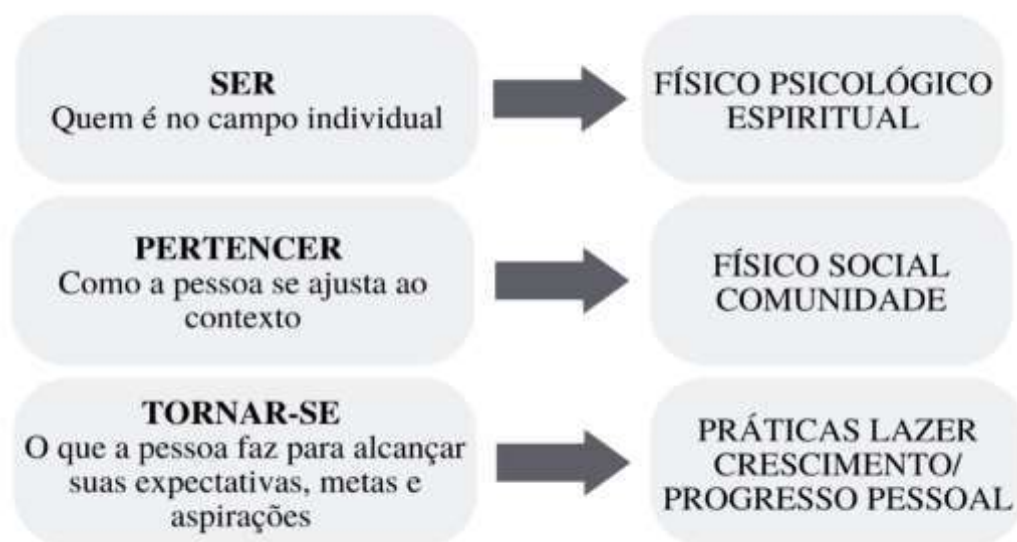 SER
Quem é no campo individual
FÍSICO PSICOLÓGICO
ESPIRITUAL
PERTENCER
Como a pessoa se ajusta ao
contexto
FÍSICO SOCIAL
COMUNIDADE
TORNAR-SE
O que a pessoa faz para alcançar
suas expectativas, metas e
aspirações
PRÁTICAS LAZER
CRESCIMENTO/
PROGRESSO PESSOAL